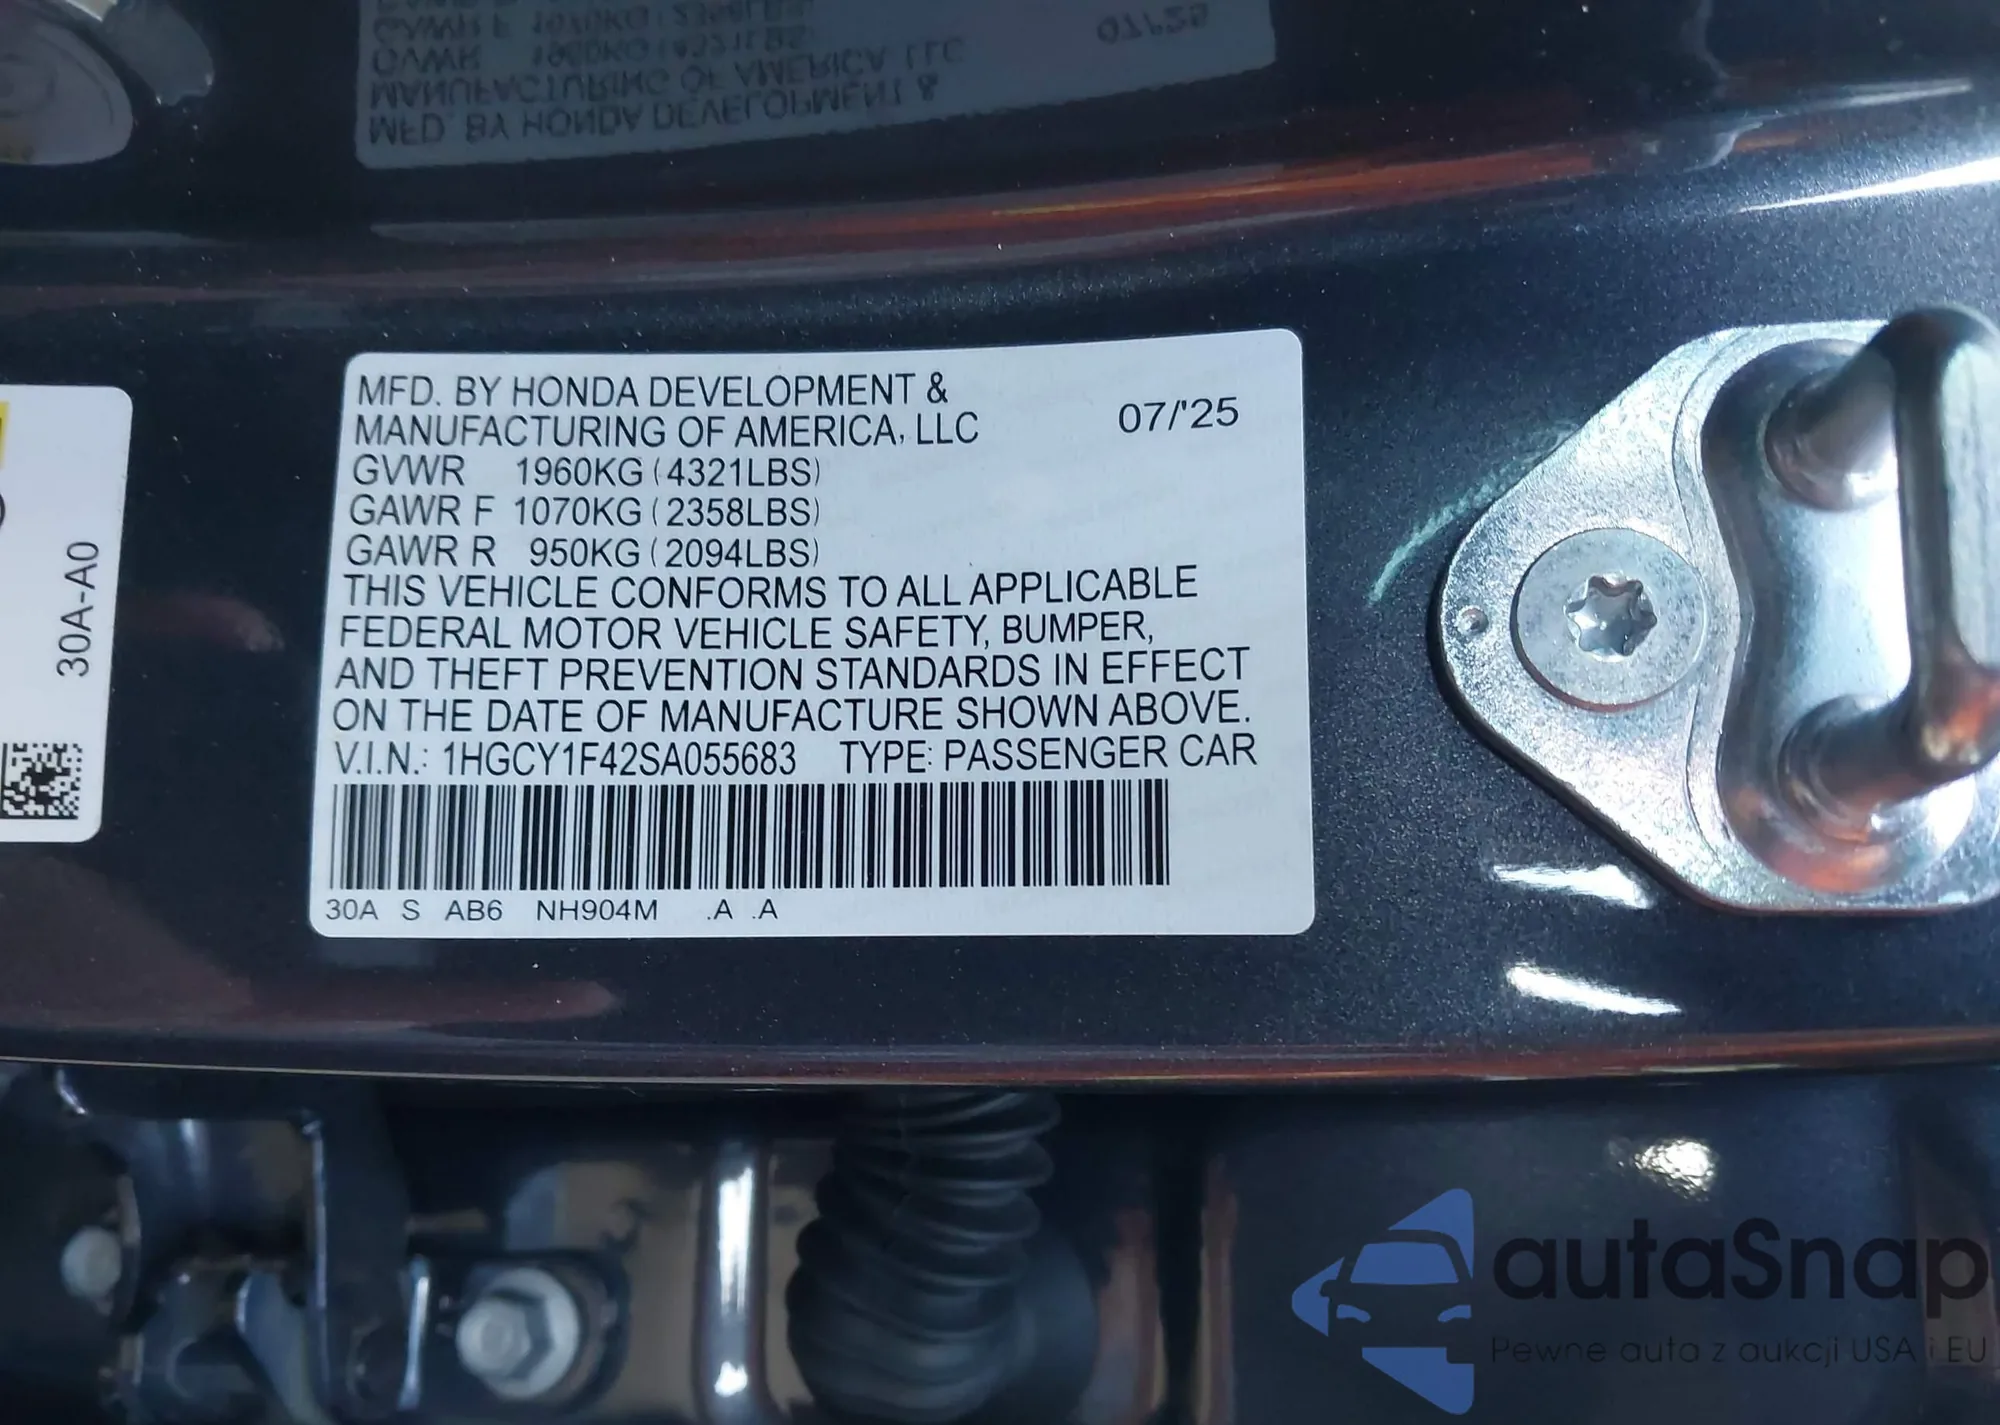 MFD. BY HONDA DEVELOPMENT &
MANUFACTURING OF AMERICA, LLC
07/'25
GVWR 1960KG (4321LBS)
GAWR F 1070KG (2358LBS)
GAWR R 950KG (2094LBS)
THIS VEHICLE CONFORMS TO ALL APPLICABLE
FEDERAL MOTOR VEHICLE SAFETY, BUMPER,
AND THEFT PREVENTION STANDARDS IN EFFECT
ON THE DATE OF MANUFACTURE SHOWN ABOVE.
V.I.N.: 1HGCY1F42SA055683 TYPE: PASSENGER CAR
30A S AB6 NH904M .A .A
30A-A0
autaSnap
Pewne auta z aukcji USA i EU